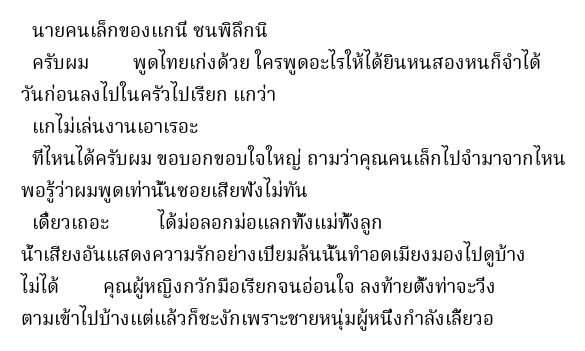 นายคนเล็กของแกนี่ ซนพิลึกนิ
ครับผม พูดไทยเก่งด้วย ใครพูดอะไรให้ได้ยินหนสองหนก็จำได้
วันก่อนลงไปในครัวไปเรียก แกว่า
แกไม่เล่นงานเอาเรอะ
ที่ไหนได้ครับผม ชอบอกชอบใจใหญ่ ถามว่าคุณคนเล็กไปจำมาจากไหน
พอรู้ว่าผมพูดเท่านั้นซอยเสียฟังไม่ทัน
เดี๋ยวเถอะ ได้ม่อลอกม่อแลกทั้งแม่ทั้งลูก
น้ำเสียงอันแสดงความรักอย่างเปี่ยมล้นนั้นทำอดเมียงมองไปดูบ้าง
ไม่ได้ คุณผู้หญิงกวักมือเรียกจนอ่อนใจ ลงท้ายตั้งท่าจะวิ่ง
ตามเข้าไปบ้างแต่แล้วก็ชะงักเพราะชายหนุ่มผู้หนึ่งกำลังเลี้ยวอ